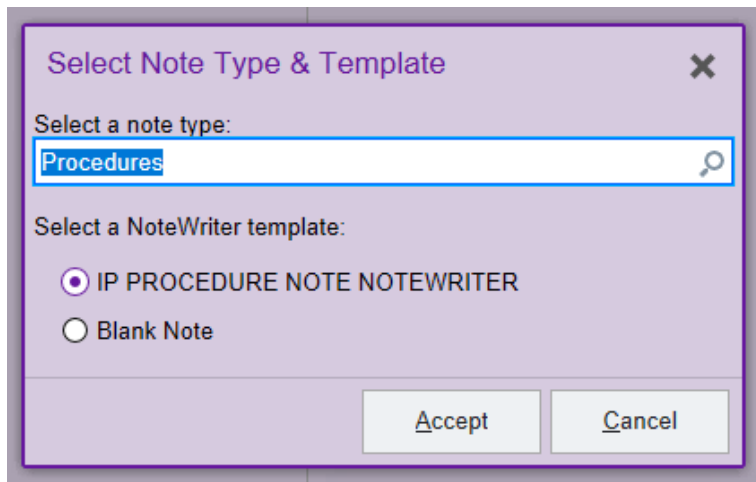 Select Note Type & Template
Select a note type:
Procedures
Select a NoteWriter template:
IP PROCEDURE NOTE NOTEWRITER
Blank Note
Accept Cancel